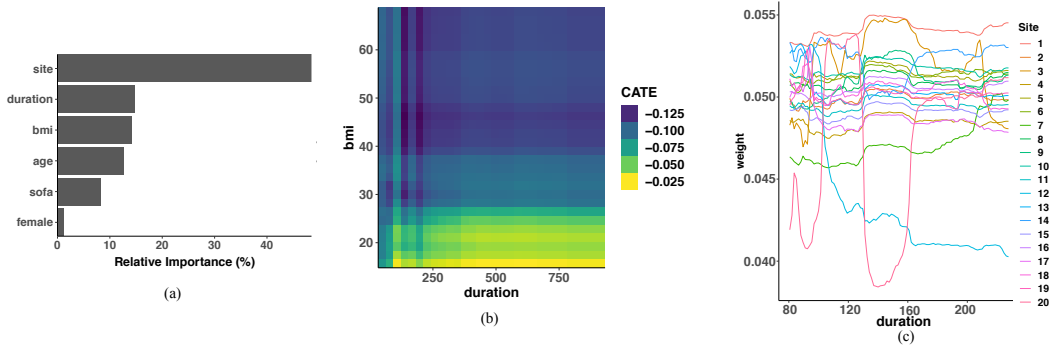 site
duration
bmi
age
sofa
female
0
10
20
30
40
Relative Importance (%)
(a)
bmi
60
50
40
30
20
250
500
750
duration
(b)
CATE
−0.125
−0.100
−0.075
−0.050
−0.025
weight
0.055
0.050
0.045
0.040
80
120
160
200
duration
(c)
Site
1
2
3
4
5
6
7
8
9
10
11
12
13
14
15
16
17
18
19
20